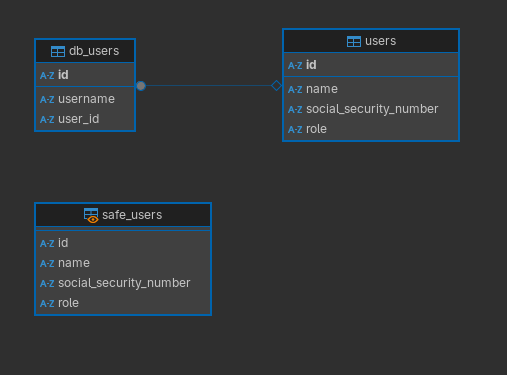 db_users
A-Z id
A-Z username
A-Z user_id
users
A-Z id
A-Z name
A-Z social_security_number
A-Z role
safe_users
A-Z id
A-Z name
A-Z social_security_number
A-Z role